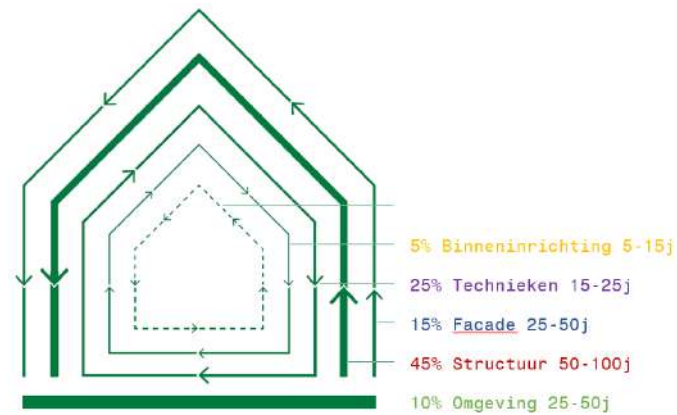 5% Binneninrichting 5-15j
25% Technieken 15-25j
15% Facade 25-50j
45% Structuur 50-100j
10% Omgeving 25-50j